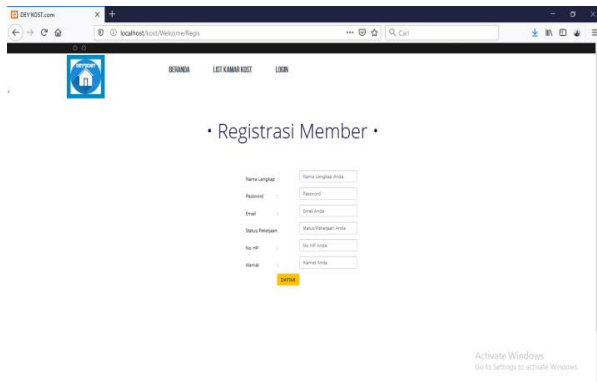 DEY'KOST.com
localhost/kost/Welcome/Regis
Cari
BERANDA LIST KAMAR KOST LOGIN
• Registrasi Member •
Nama Lengkap : Nama Lengkap Anda
Password : Password
Email : Email Anda
Status Pekerjaan Status Pekerjaan Anda
No HP : No HP Anda
Alamat : Alamat Anda
DAFTAR
Activate Windows
Go to Settings to activate Windows.